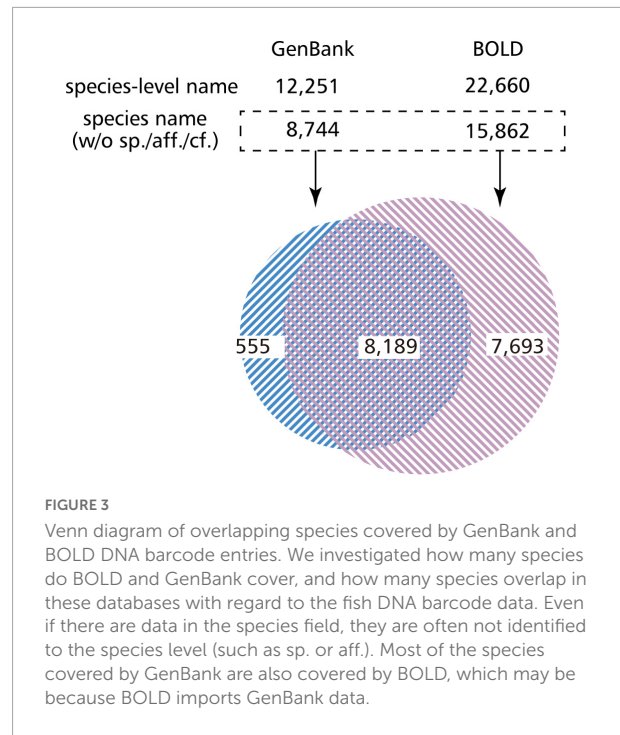 GenBank BOLD
species-level name 12,251 22,660
species name
(w/o sp./aff./cf.) 8,744 15,862
555 8,189 7,693
FIGURE 3
Venn diagram of overlapping species covered by GenBank and
BOLD DNA barcode entries. We investigated how many species
do BOLD and GenBank cover, and how many species overlap in
these databases with regard to the fish DNA barcode data. Even
if there are data in the species field, they are often not identified
to the species level (such as sp. or aff.). Most of the species
covered by GenBank are also covered by BOLD, which may be
because BOLD imports GenBank data.